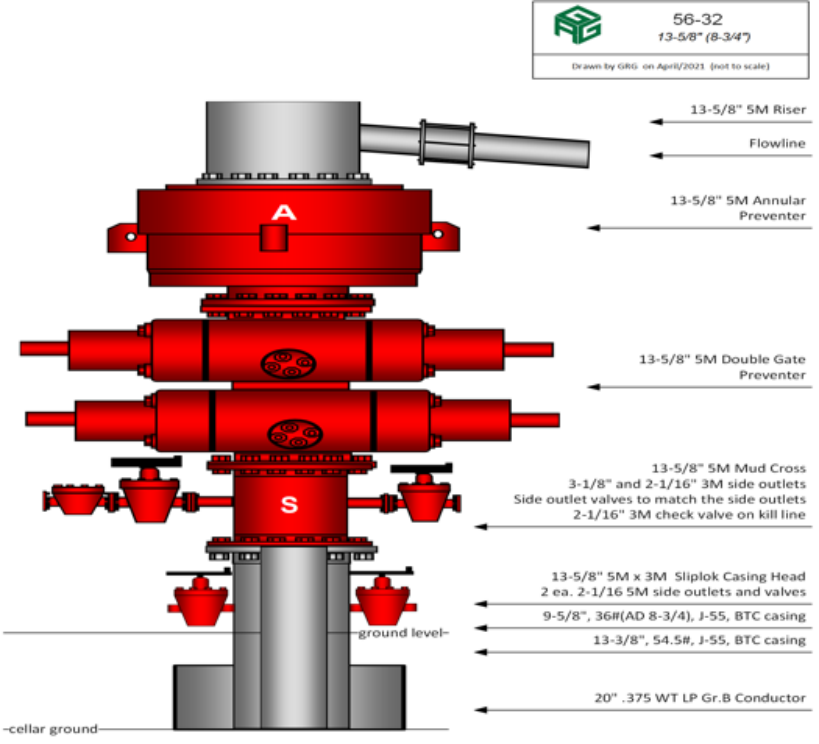 GRG
56-32
13-5/8" (8-3/4")
Drawn by GRG on April/2021 (not to scale)
13-5/8" 5M Riser
Flowline
13-5/8" 5M Annular
Preventer
A
13-5/8" 5M Double Gate
Preventer
13-5/8" 5M Mud Cross
3-1/8" and 2-1/16" 3M side outlets
Side outlet valves to match the side outlets
2-1/16" 3M check valve on kill line
S
13-5/8" 5M x 3M Sliplok Casing Head
2 ea. 2-1/16 5M side outlets and valves
9-5/8", 36#(AD 8-3/4), J-55, BTC casing
ground level
13-3/8", 54.5#, J-55, BTC casing
20" .375 WT LP Gr.B Conductor
cellar ground